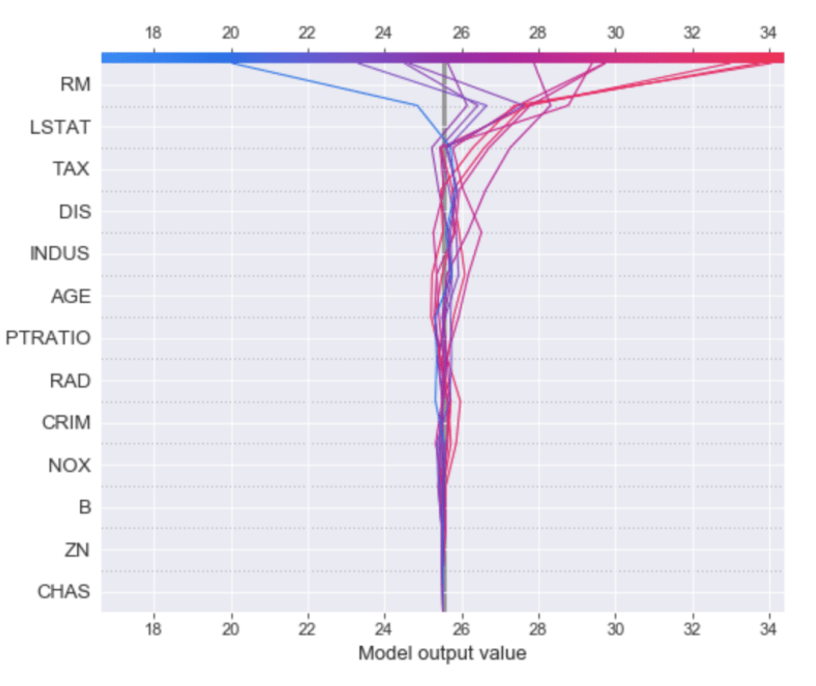 18 20 22 24 26 28 30 32 34
RM
LSTAT
TAX
DIS
INDUS
AGE
PTRATIO
RAD
CRIM
NOX
B
ZN
CHAS
18 20 22 24 26 28 30 32 34
Model output value